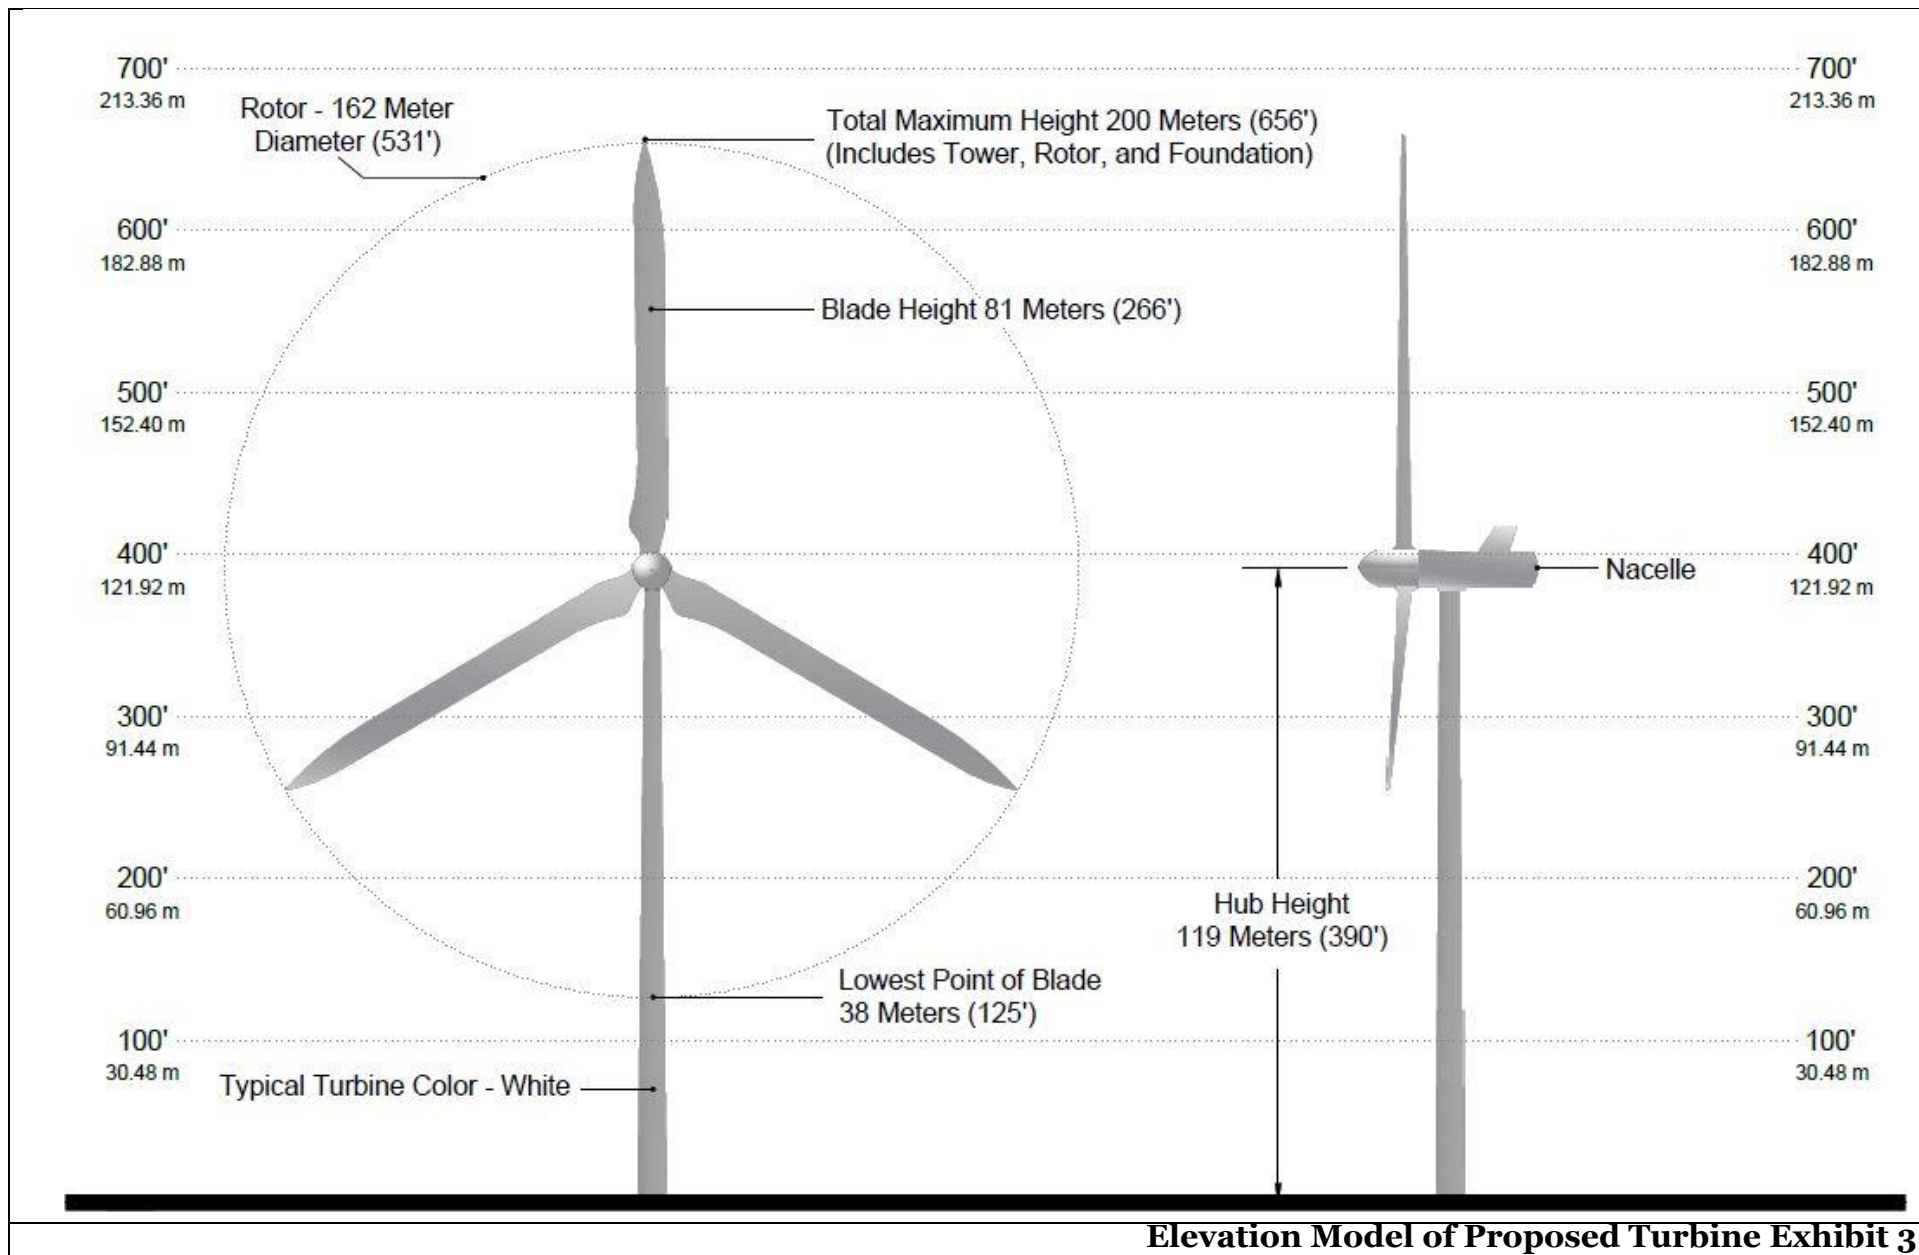 700'
213.36 m
Rotor - 162 Meter
Diameter (531')
Total Maximum Height 200 Meters (656')
(Includes Tower, Rotor, and Foundation)
700'
213.36 m
600'
182.88 m
600'
182.88 m
Blade Height 81 Meters (266')
500'
152.40 m
500'
152.40 m
400'
121.92 m
Nacelle
400'
121.92 m
300'
91.44 m
300'
91.44 m
200'
60.96 m
Hub Height
119 Meters (390')
200'
60.96 m
Lowest Point of Blade
38 Meters (125')
100'
30.48 m
100'
30.48 m
Typical Turbine Color - White
Elevation Model of Proposed Turbine Exhibit 3